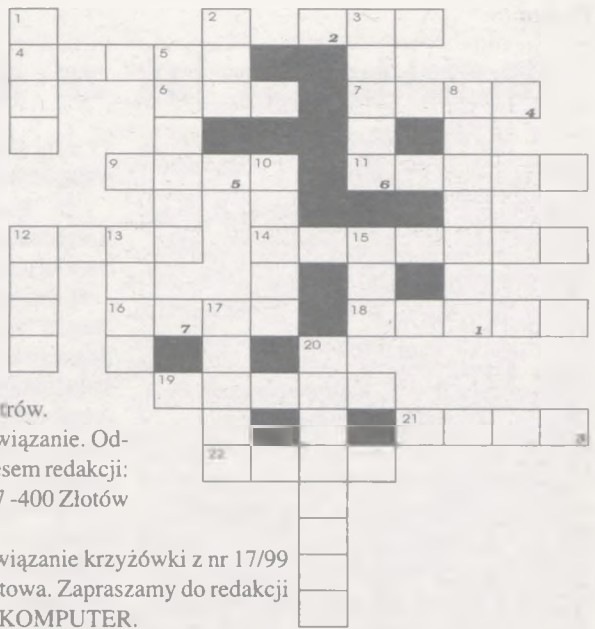 1 2 3
2
4 5
6 7 8
4
9 10 11
5 6
12 13 14 15
16 17 18
7 1
20
19
trów.
wiązanie. Od-
esem redakcji: 21
3
7 -400 Złotów 22
wiązanie krzyżówki z nr 17/99
towa. Zapraszamy do redakcji
KOMPUTER.